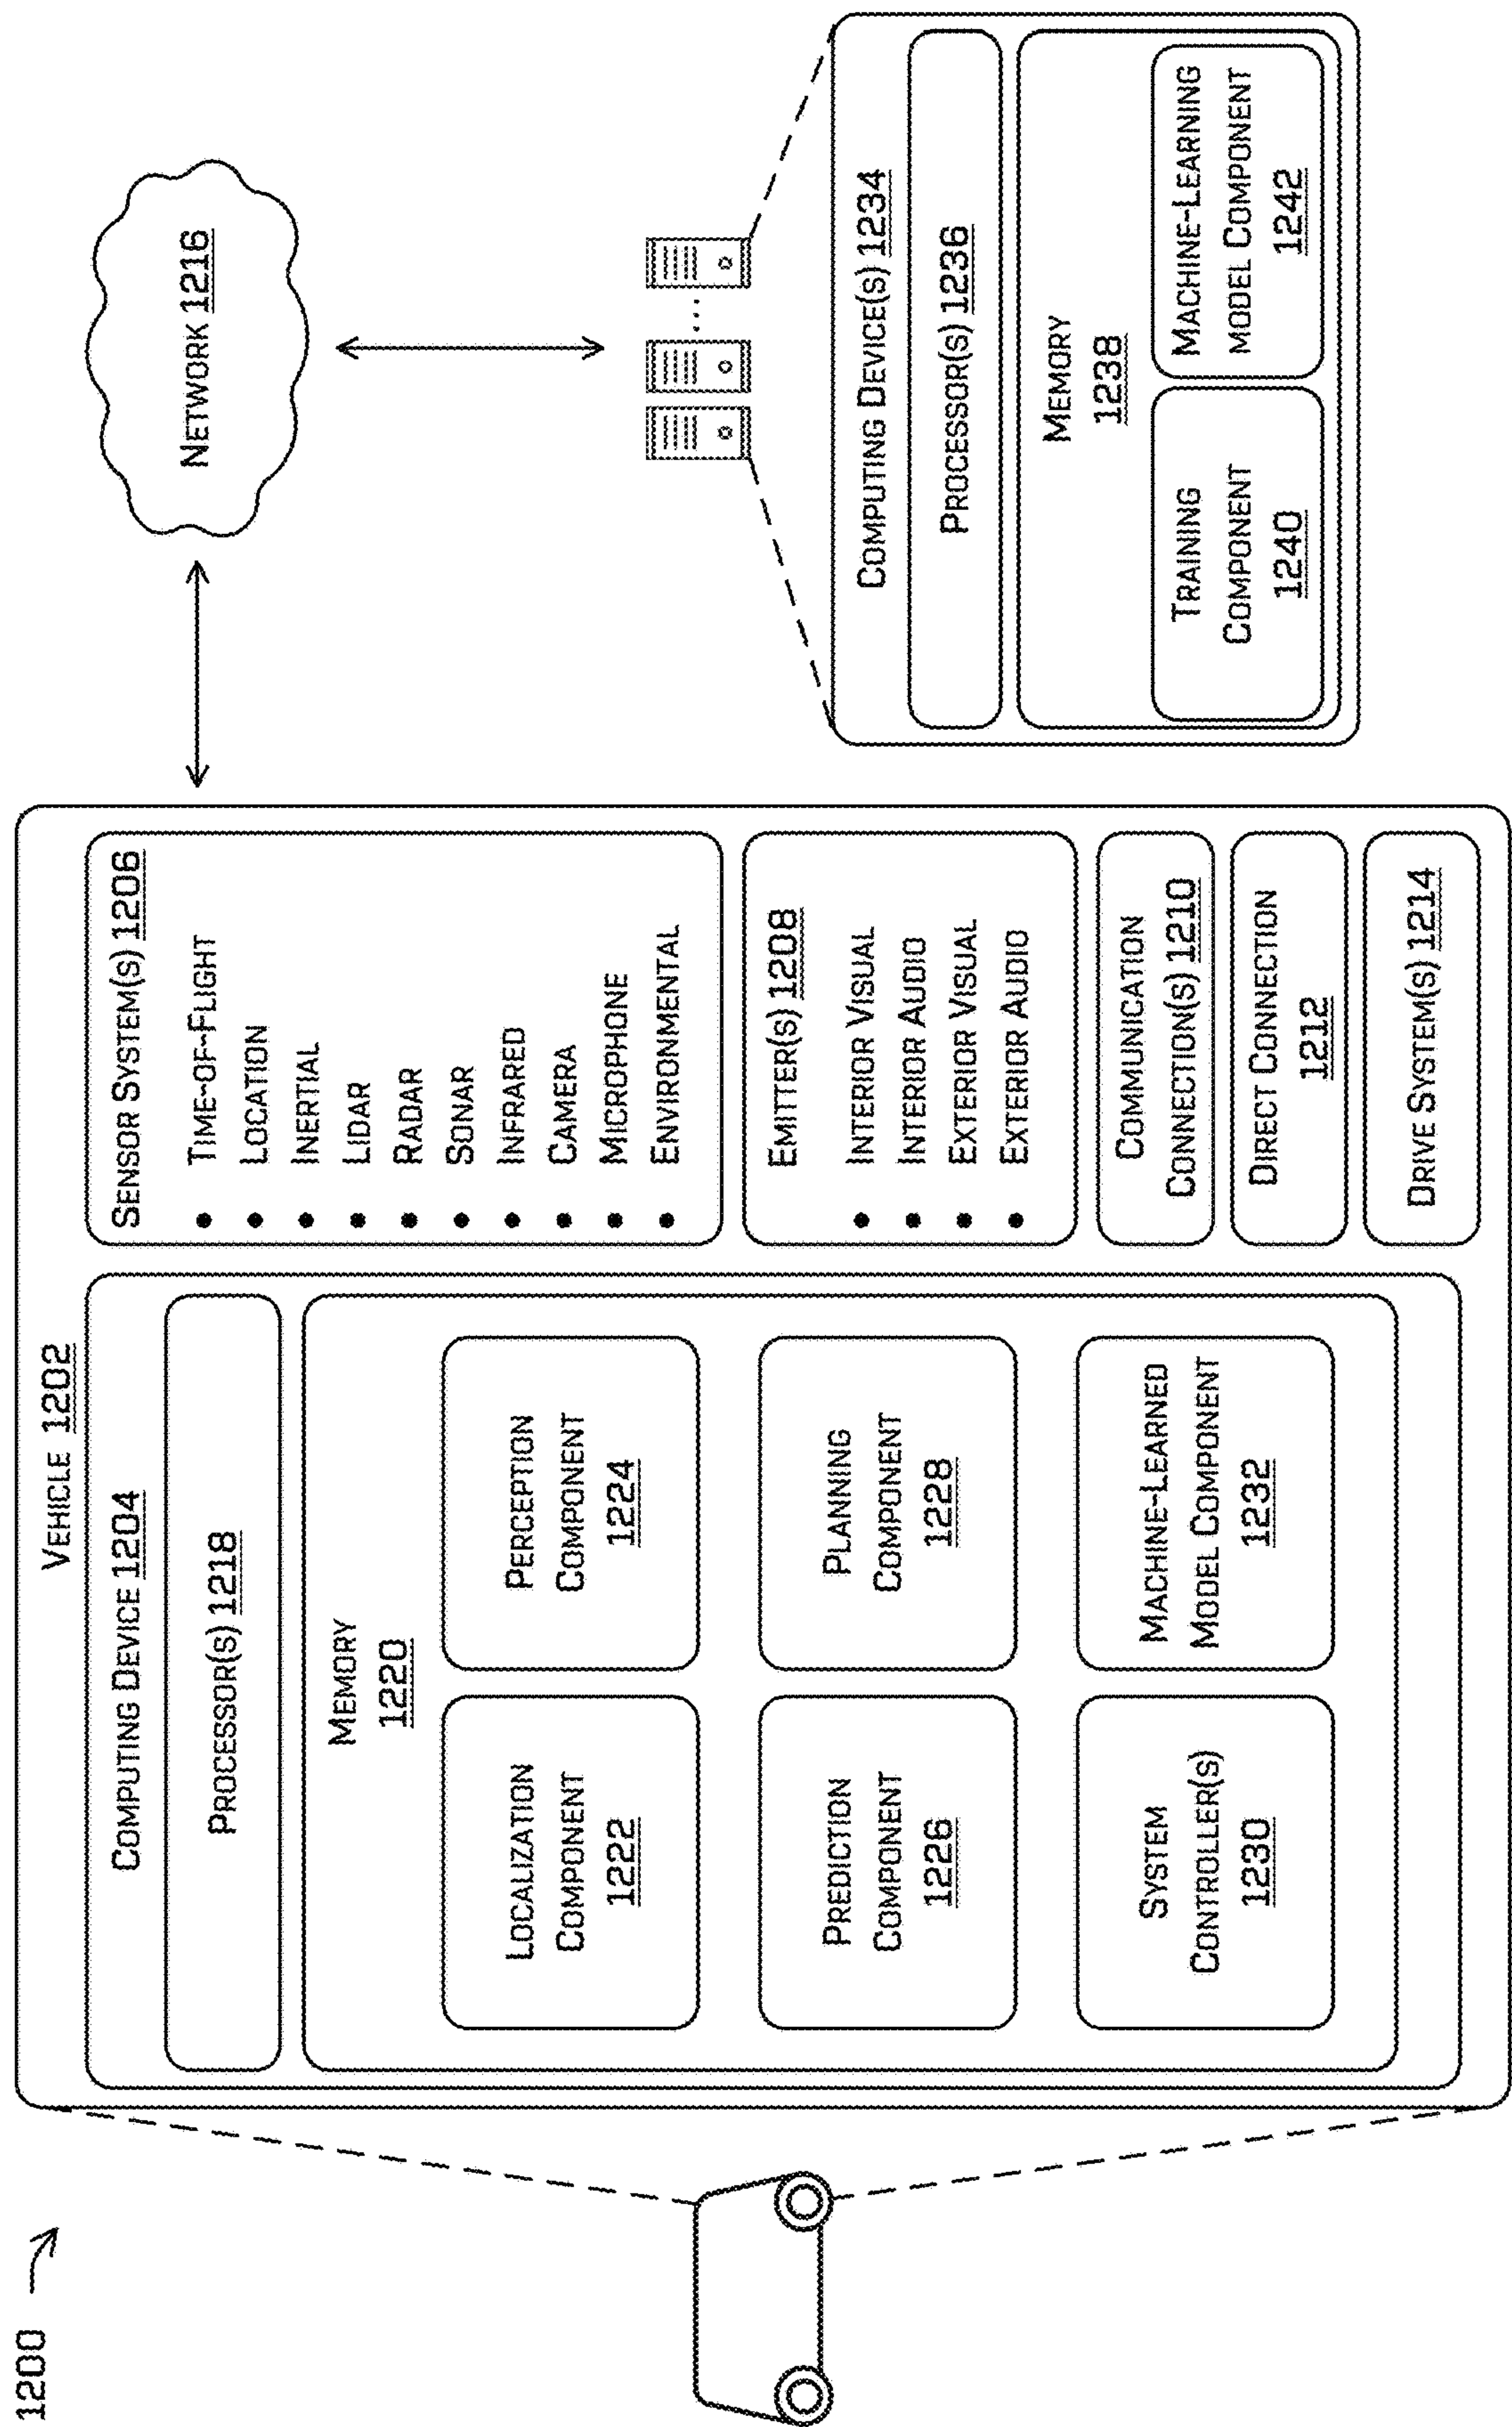 1200
VEHICLE 1202
COMPUTING DEVICE 1204
PROCESSOR(S) 1218
MEMORY
1220
LOCALIZATION
COMPONENT
1222
PERCEPTION
COMPONENT
1224
PREDICTION
COMPONENT
1226
PLANNING
COMPONENT
1228
SYSTEM
CONTROLLER(S)
1230
MACHINE-LEARNED
MODEL COMPONENT
1232
SENSOR SYSTEM(S) 1206
• TIME-OF-FLIGHT
• LOCATION
• INERTIAL
• LIDAR
• RADAR
• SONAR
• INFRARED
• CAMERA
• MICROPHONE
• ENVIRONMENTAL
EMITTER(S) 1208
• INTERIOR VISUAL
• INTERIOR AUDIO
• EXTERIOR VISUAL
• EXTERIOR AUDIO
COMMUNICATION
CONNECTION(S) 1210
DIRECT CONNECTION
1212
DRIVE SYSTEM(S) 1214
NETWORK 1216
COMPUTING DEVICE(S) 1234
PROCESSOR(S) 1236
MEMORY
1238
TRAINING
COMPONENT
1240
MACHINE-LEARNING
MODEL COMPONENT
1242